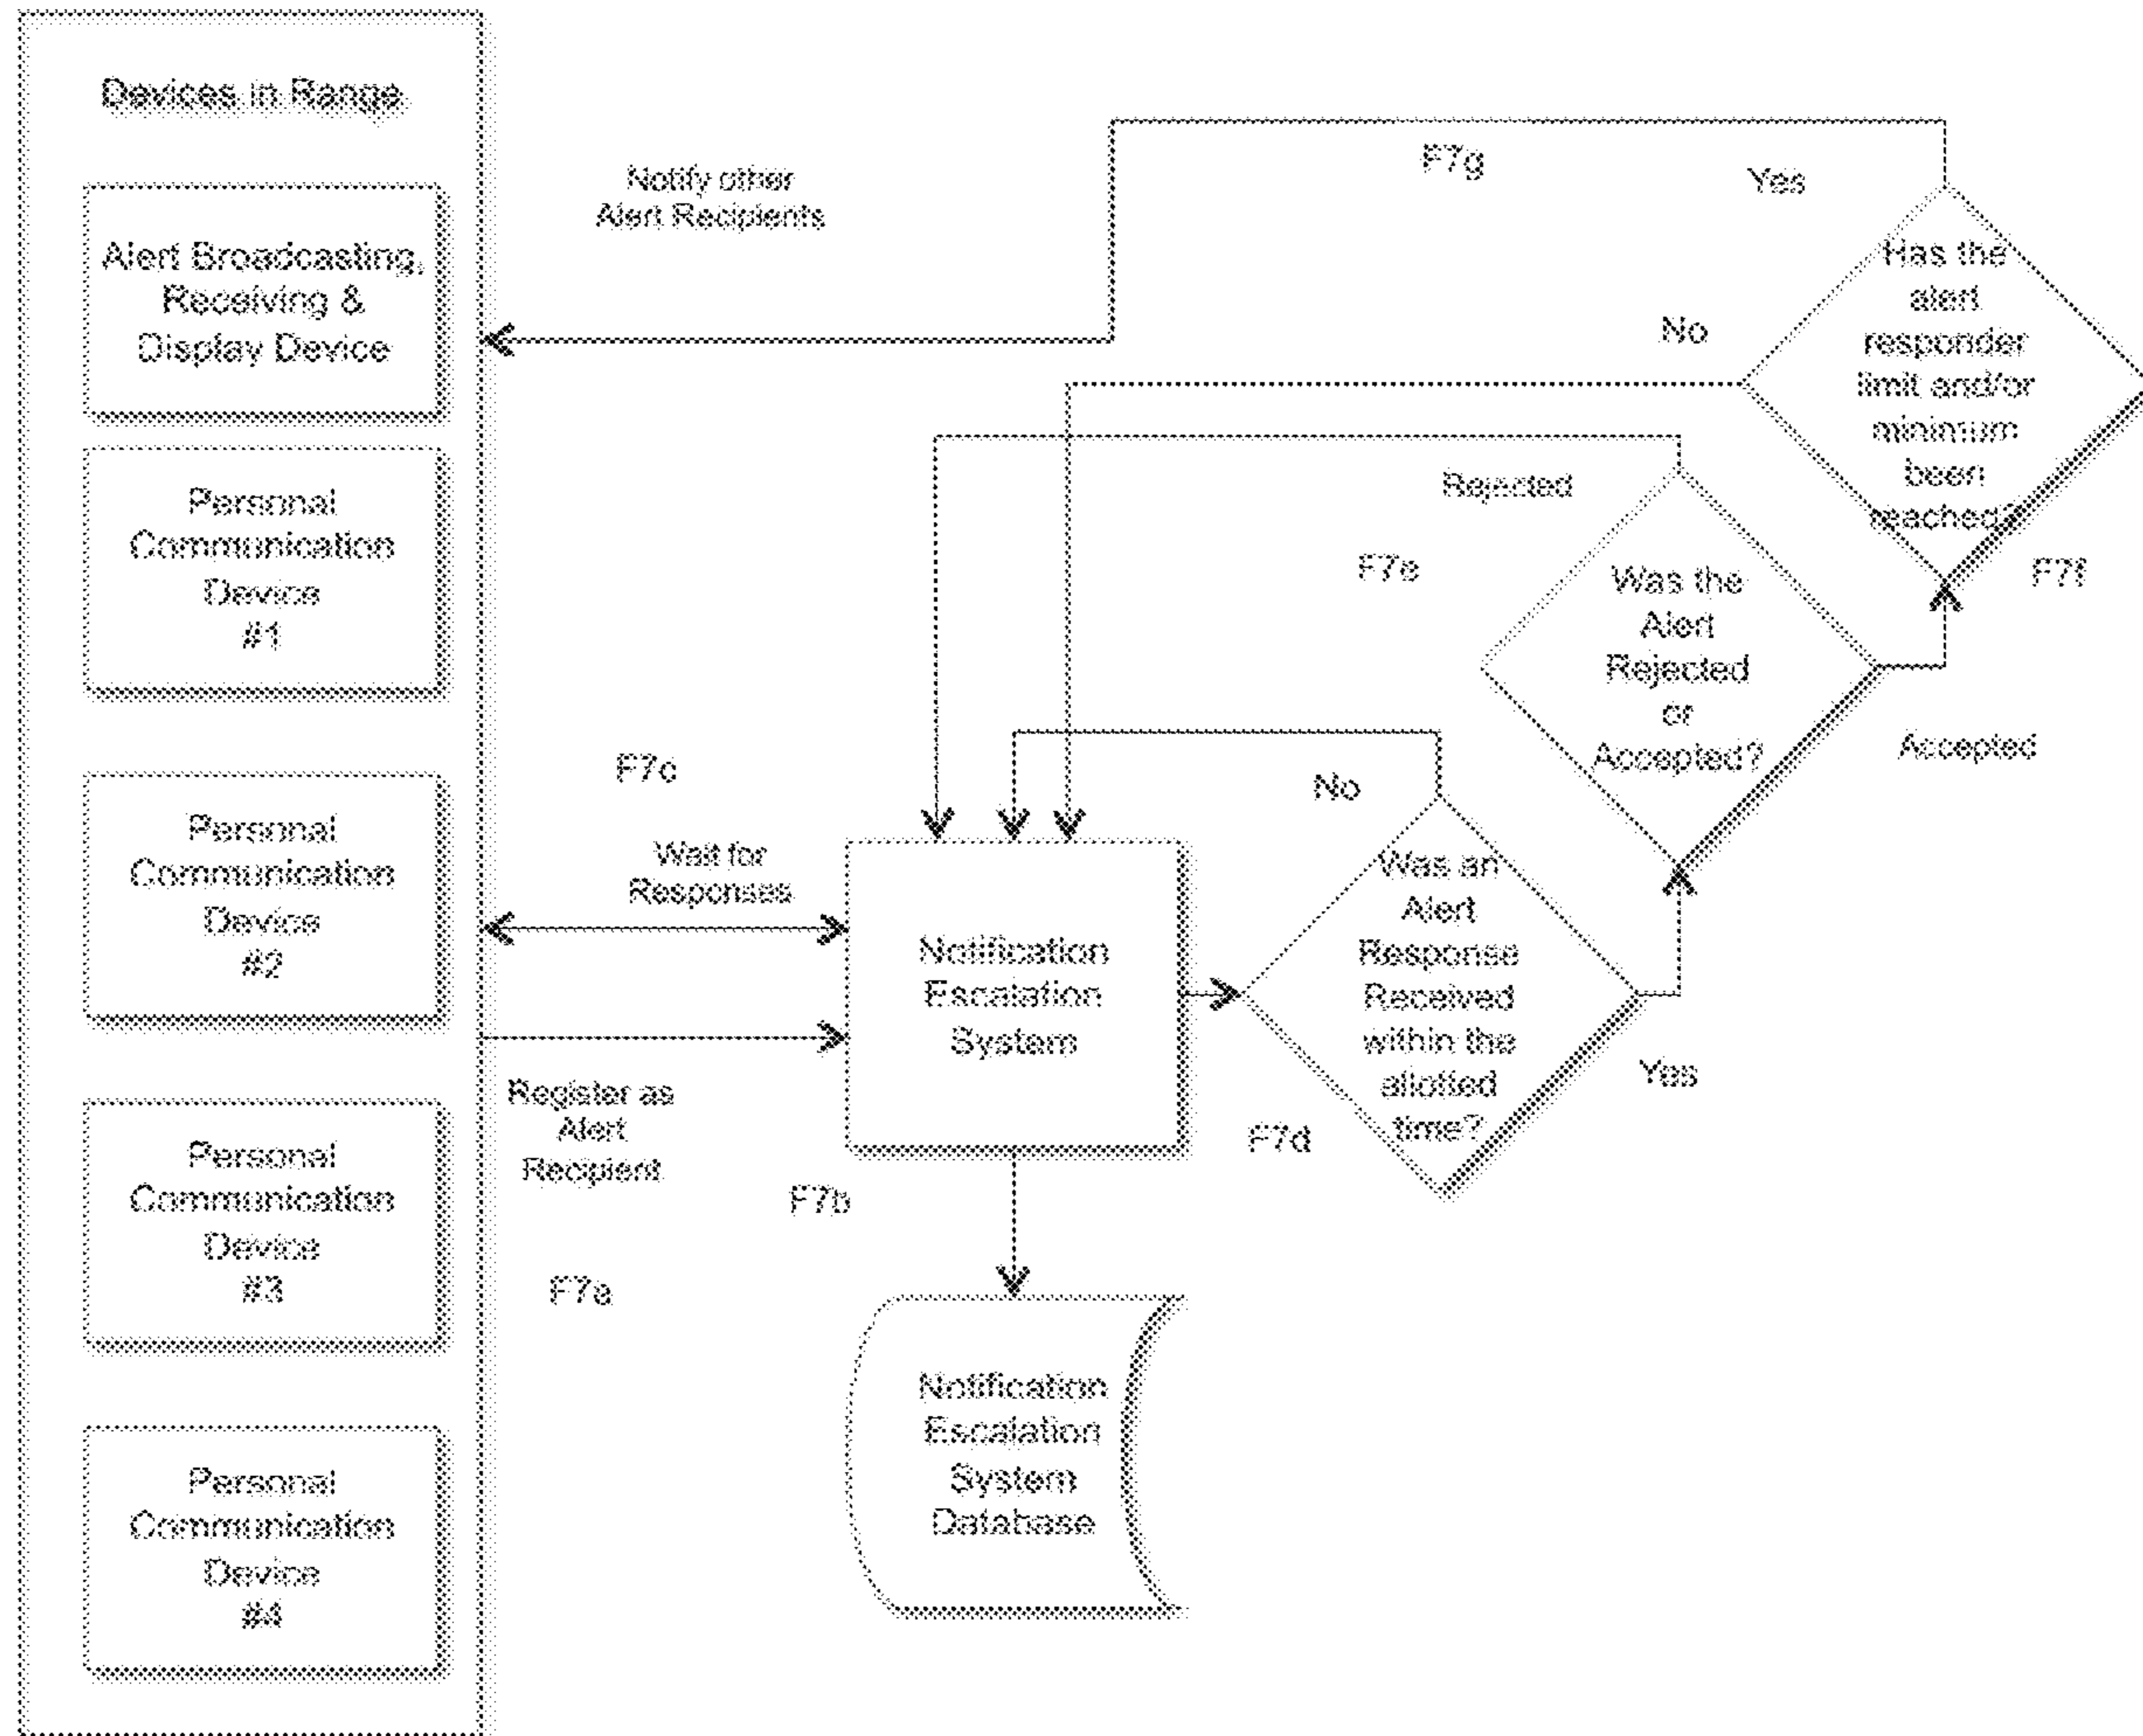 Devices in Range
Alert Broadcasting,
Receiving &
Display Device
Personal
Communication
Device
#1
Personal
Communication
Device
#2
Personal
Communication
Device
#3
Personal
Communication
Device
#4
Notify other
Alert Recipients
F7g
Yes
Has the
alert
responder
limit and/or
minimum
been
reached?
No
F7f
Rejected
F7e
Was the
Alert
Rejected
or
Accepted?
Accepted
F7c
Wait for
Responses
No
Was an
Alert
Response
Received
within the
allotted
time?
Yes
F7d
Notification
Escalation
System
Register as
Alert
Recipient
F7b
F7a
Notification
Escalation
System
Database